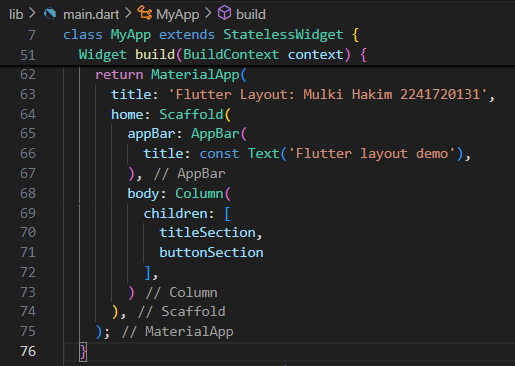 lib > main.dart > MyApp > build
7 class MyApp extends StatelessWidget {
51 Widget build(BuildContext context) {
62 return MaterialApp(
63 title: 'Flutter Layout: Mulki Hakim 2241720131',
64 home: Scaffold(
65 appBar: AppBar(
66 title: const Text('Flutter layout demo'),
67 ), // AppBar
68 body: Column(
69 children: [
70 titleSection,
71 buttonSection
72 ],
73 ) // Column
74 ), // Scaffold
75 ); // MaterialApp
76 }